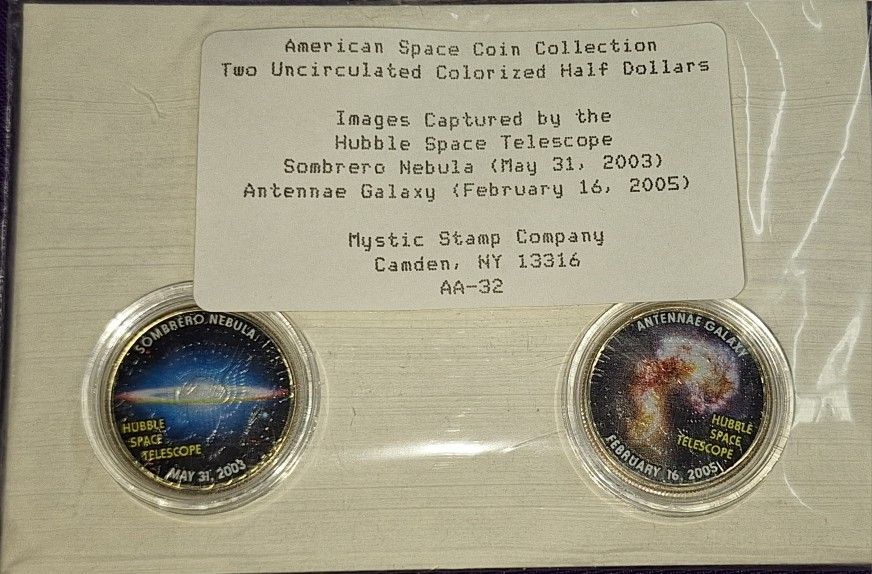 American Space Coin Collection
Two Uncirculated Colorized Half Dollars
Images Captured by the
Hubble Space Telescope
Sombrero Nebula (May 31, 2003)
Antennae Galaxy (February 16, 2005)
Mystic Stamp Company
Camden, NY 13316
AA-32
SOMBRERO NEBULA
HUBBLE
SPACE
TELESCOPE
MAY 31, 2003
ANTENNAE GALAXY
HUBBLE
SPACE
TELESCOPE
FEBRUARY 16, 2005